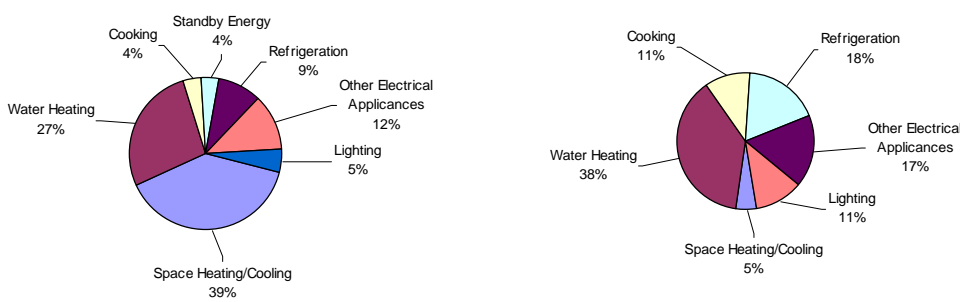 Standby Energy
4%
Cooking
4%
Refrigeration
9%
Other Electrical
Applicances
12%
Water Heating
27%
Lighting
5%
Space Heating/Cooling
39%
Cooking
11%
Refrigeration
18%
Other Electrical
Applicances
17%
Water Heating
38%
Lighting
11%
Space Heating/Cooling
5%